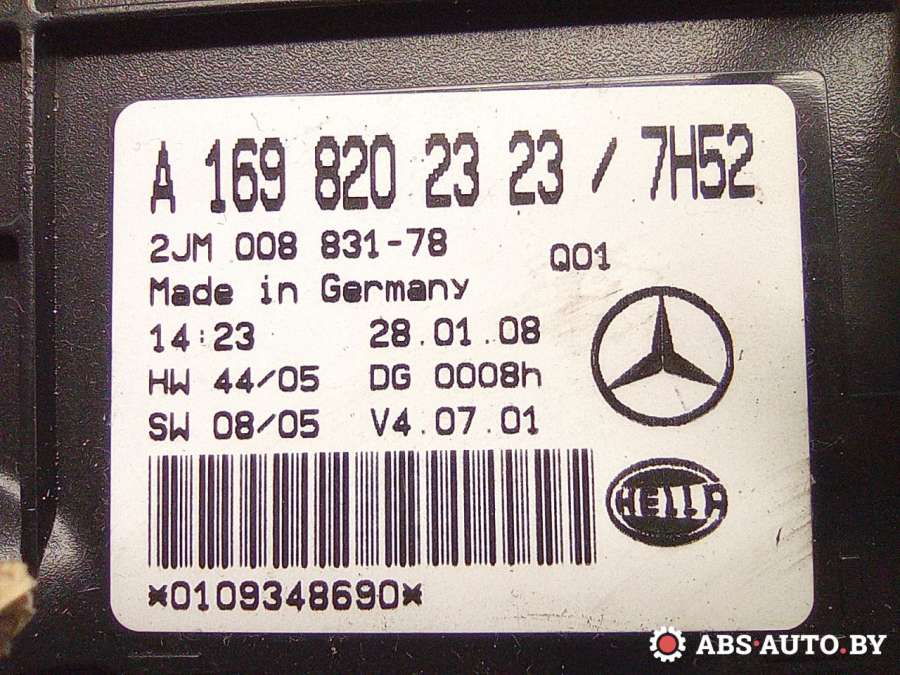 A 169 820 23 23 / 7H52
2JM 008 831-78 Q01
Made in Germany
14:23 28.01.08
HW 44/05 DG 0008h
SW 08/05 V4.07.01
HELLA
*0109348690*
ABS-AUTO.BY